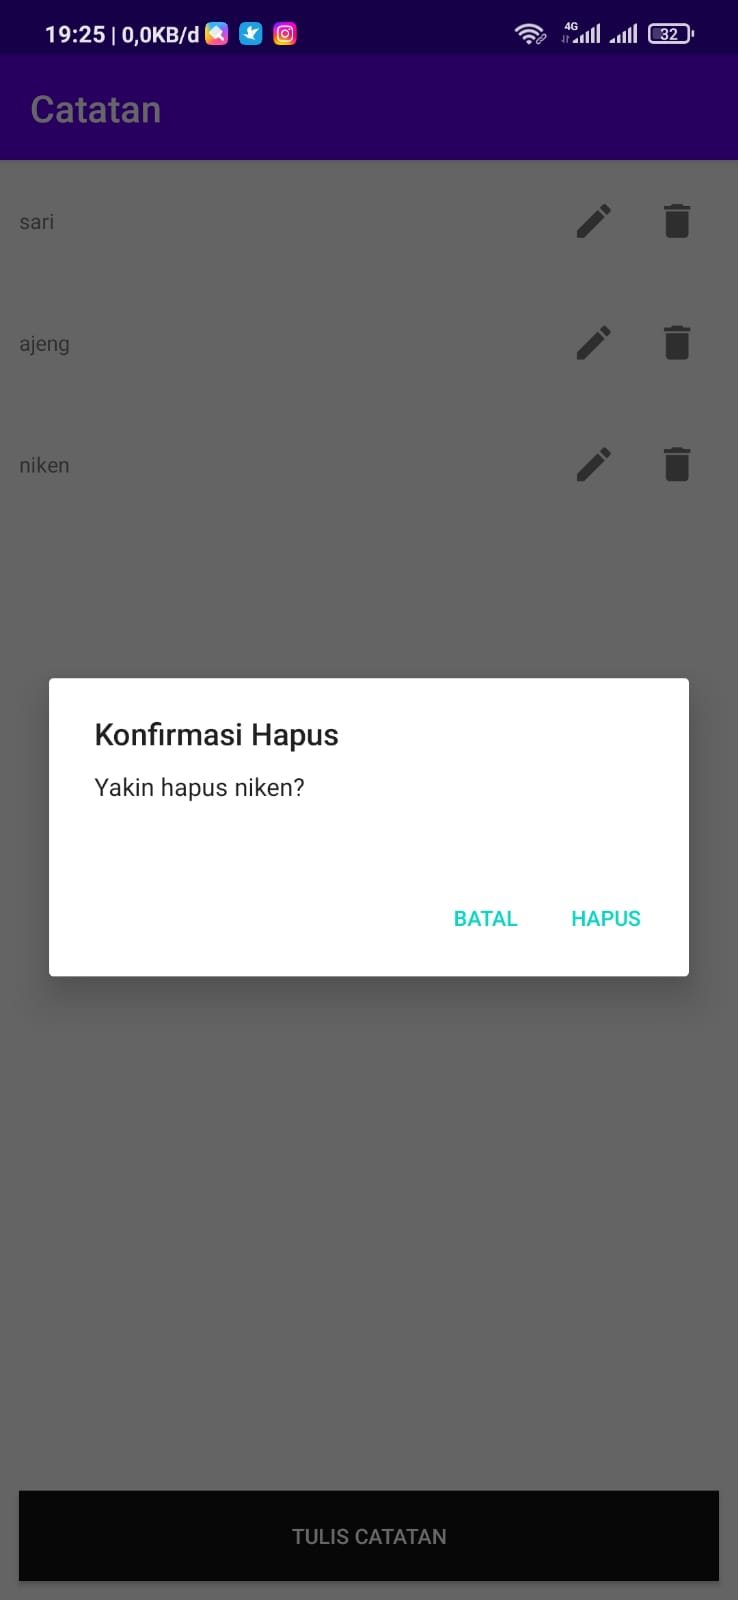 19:25 | 0,0KB/d 4G 32
Catatan
sari
ajeng
niken
Konfirmasi Hapus
Yakin hapus niken?
BATAL HAPUS
TULIS CATATAN